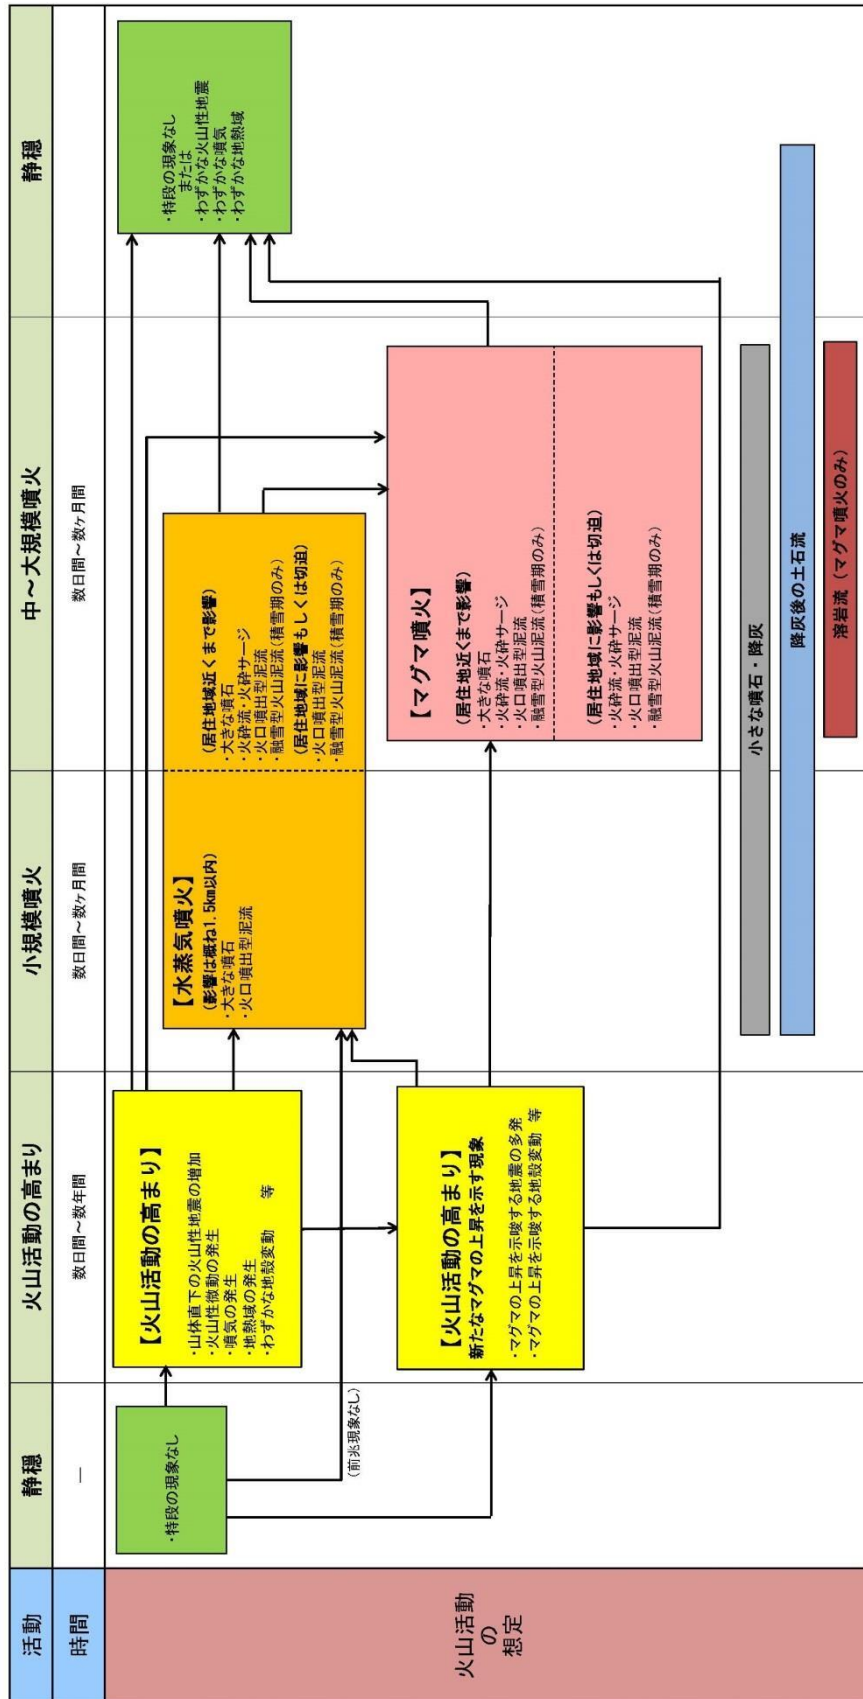 活動
静穏
火山活動の高まり
小規模噴火
中～大規模噴火
静穏
時間
―
数日間～数年間
数日間～数ヶ月間
数日間～数ヶ月間
火山活動
の
想定
・特段の現象なし
(前兆現象なし)
【火山活動の高まり】
・山体直下の火山性地震の増加
・火山性微動の発生
・噴気の発生
・地熱域の発生
・わずかな地殻変動　等
【火山活動の高まり】
新たなマグマの上昇を示す現象
・マグマの上昇を示唆する地震の多発
・マグマの上昇を示唆する地殻変動 等
【水蒸気噴火】
(影響は概ね1.5km以内)
・大きな噴石
・火口噴出型泥流
(居住地域近くまで影響)
・大きな噴石
・火砕流・火砕サージ
・火口噴出型泥流
・融雪型火山泥流(積雪期のみ)
(居住地域に影響もしくは切迫)
・火口噴出型泥流
・融雪型火山泥流(積雪期のみ)
【マグマ噴火】
(居住地近くまで影響)
・大きな噴石
・火砕流・火砕サージ
・火口噴出型泥流
・融雪型火山泥流(積雪期のみ)
(居住地域に影響もしくは切迫)
・火砕流・火砕サージ
・火口噴出型泥流
・融雪型火山泥流(積雪期のみ)
・特段の現象なし
または
・わずかな火山性地震
・わずかな噴気
・わずかな地熱域
小さな噴石・降灰
降灰後の土石流
溶岩流（マグマ噴火のみ）